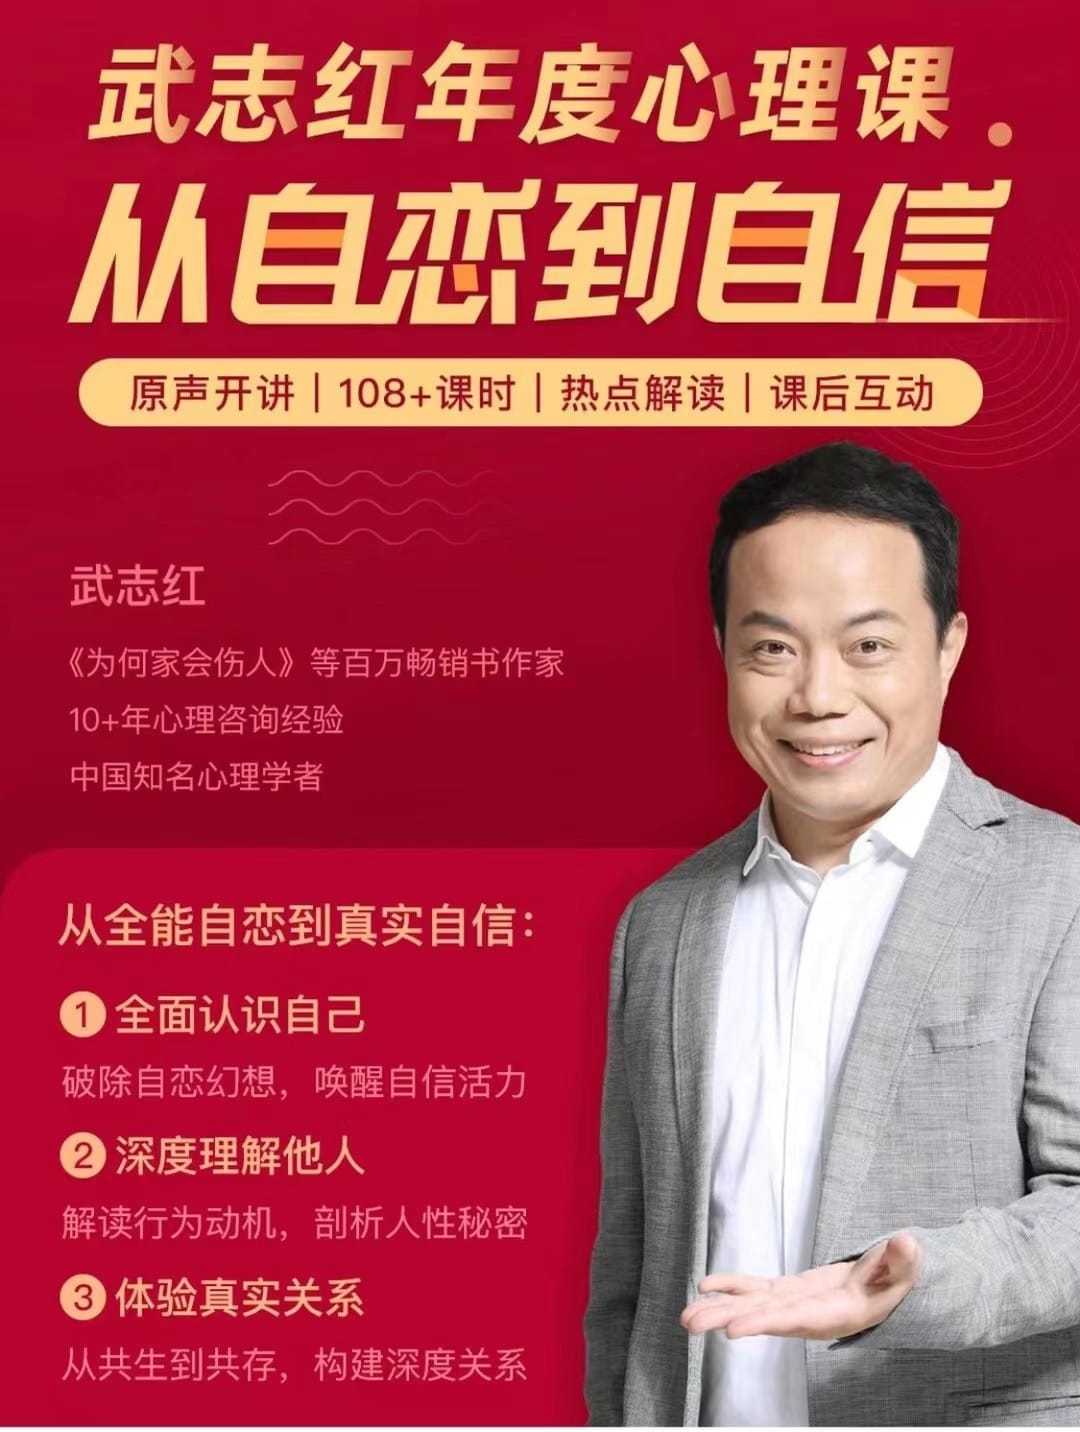 武志红年度心理课
从自恋到自信
原声开讲 | 108+课时 | 热点解读 | 课后互动
武志红
《为何家会伤人》等百万畅销书作家
10+年心理咨询经验
中国知名心理学者
从全能自恋到真实自信：
1 全面认识自己
破除自恋幻想，唤醒自信活力
2 深度理解他人
解读行为动机，剖析人性秘密
3 体验真实关系
从共生到共存，构建深度关系